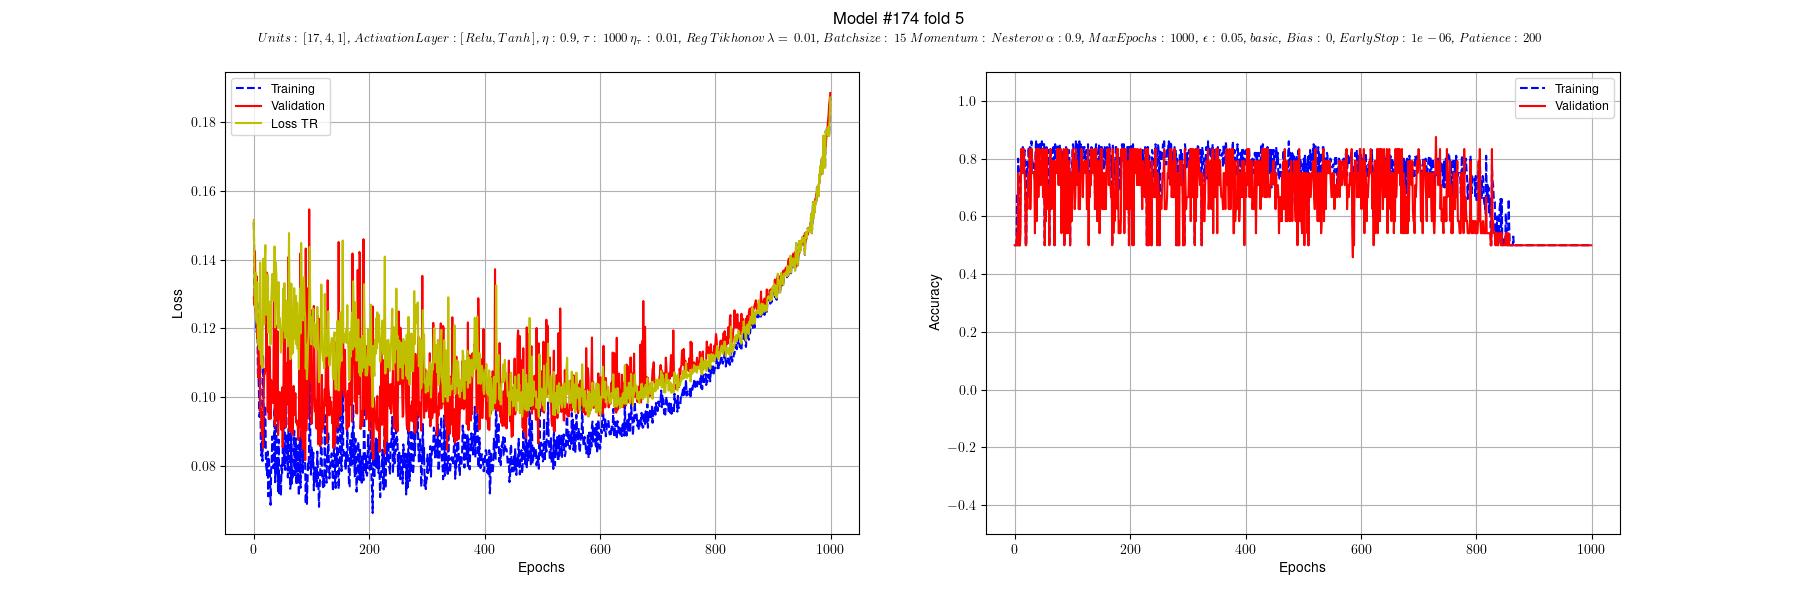 Model #174 fold 5
Units : [17, 4, 1], ActivationLayer : [Relu, Tanh], η : 0.9, τ : 1000 η_τ : 0.01, Reg Tikhonov λ = 0.01, Batchsize : 15 Momentum : Nesterov α : 0.9, MaxEpochs : 1000, ϵ : 0.05, basic, Bias : 0, EarlyStop : 1e − 06, Patience : 200
Training
Validation
Loss TR
0.18
0.16
0.14
0.12
0.10
0.08
Loss
0 200 400 600 800 1000
Epochs
Training
Validation
1.0
0.8
0.6
0.4
0.2
0.0
−0.2
−0.4
Accuracy
0 200 400 600 800 1000
Epochs